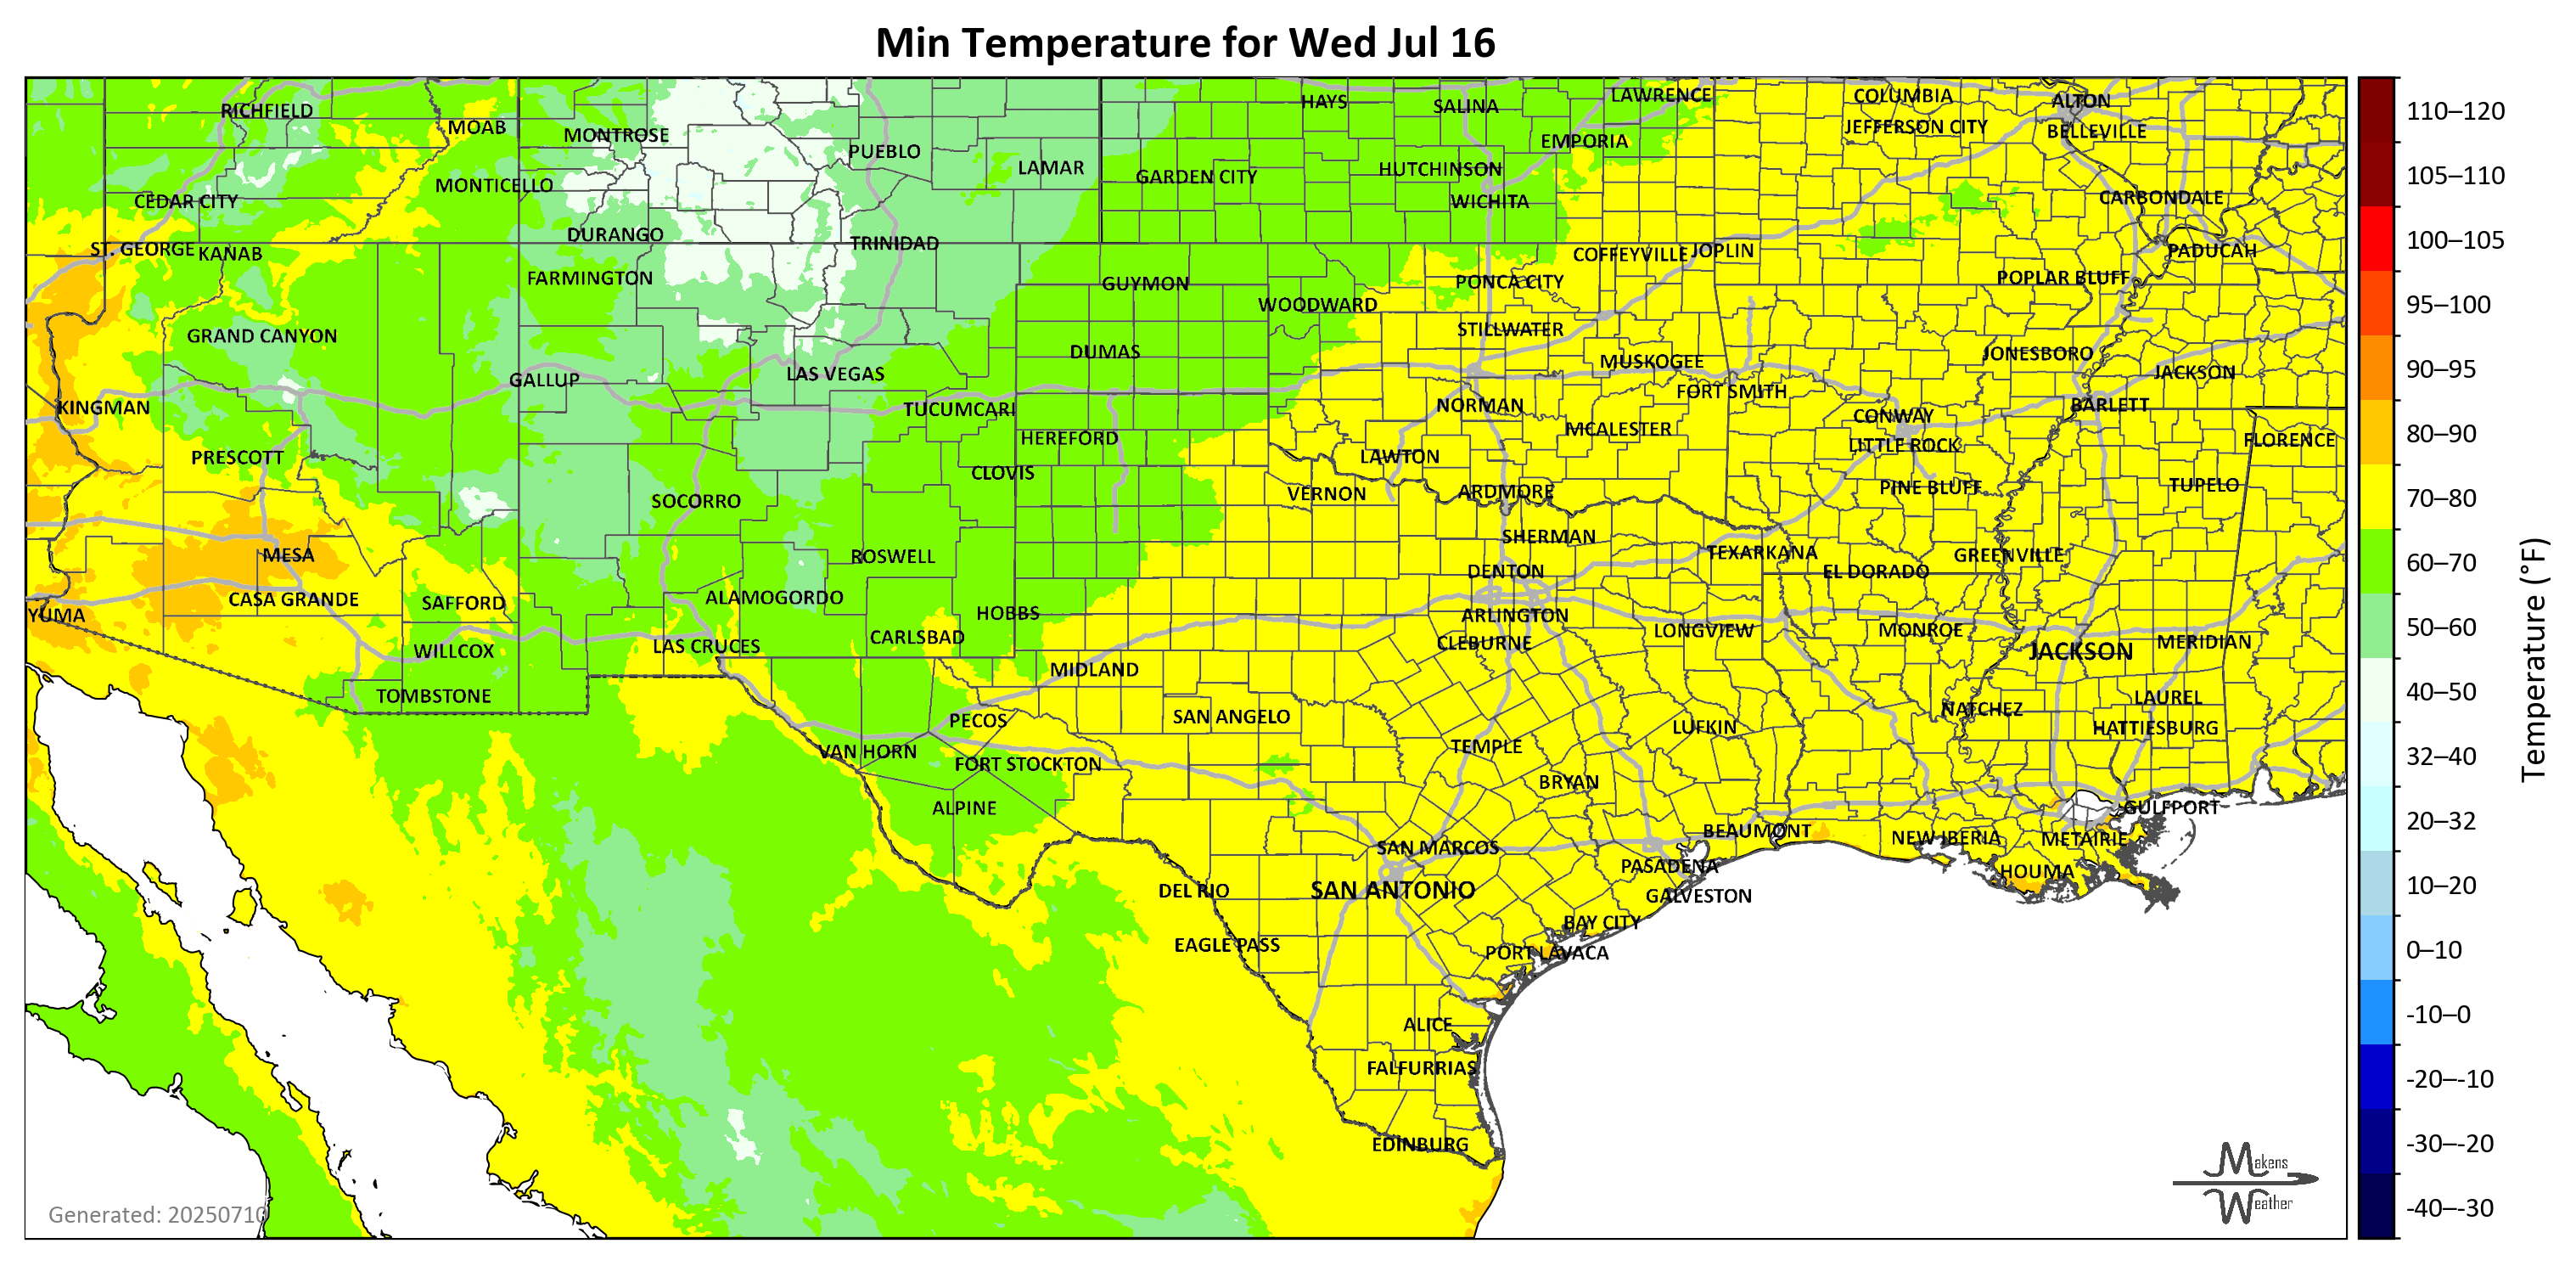 Min Temperature for Wed Jul 16
RICHFIELD
MOAB
MONTROSE
PUEBLO
LAMAR
HAYS
SALINA
LAWRENCE
COLUMBIA
ALTON
JEFFERSON CITY
BELLEVILLE
EMPORIA
MONTICELLO
GARDEN CITY
HUTCHINSON
CEDAR CITY
WICHITA
CARBONDALE
DURANGO
TRINIDAD
ST. GEORGE
KANAB
COFFEYVILLE
JOPLIN
PADUCAH
FARMINGTON
GUYMON
PONCA CITY
POPLAR BLUFF
WOODWARD
GRAND CANYON
STILLWATER
DUMAS
MUSKOGEE
JONESBORO
GALLUP
LAS VEGAS
FORT SMITH
JACKSON
KINGMAN
TUCUMCARI
NORMAN
CONWAY
BARLETT
HEREFORD
MCALESTER
LITTLE ROCK
FLORENCE
PRESCOTT
CLOVIS
LAWTON
SOCORRO
VERNON
ARDMORE
PINE BLUFF
TUPELO
MESA
ROSWELL
SHERMAN
TEXARKANA
GREENVILLE
DENTON
EL DORADO
CASA GRANDE
SAFFORD
ALAMOGORDO
HOBBS
ARLINGTON
YUMA
CARLSBAD
CLEBURNE
LONGVIEW
MONROE
MERIDIAN
WILLCOX
LAS CRUCES
MIDLAND
JACKSON
TOMBSTONE
PECOS
SAN ANGELO
LUFKIN
NATCHEZ
LAUREL
HATTIESBURG
VAN HORN
FORT STOCKTON
TEMPLE
BRYAN
ALPINE
GULFPORT
BEAUMONT
NEW IBERIA
METAIRIE
SAN MARCOS
PASADENA
HOUMA
DEL RIO
SAN ANTONIO
GALVESTON
BAY CITY
EAGLE PASS
PORT LAVACA
ALICE
FALFURRIAS
EDINBURG
Generated: 20250710
Makens
Weather
110–120
105–110
100–105
95–100
90–95
80–90
70–80
60–70
50–60
40–50
32–40
20–32
10–20
0–10
-10–0
-20–-10
-30–-20
-40–-30
Temperature (°F)